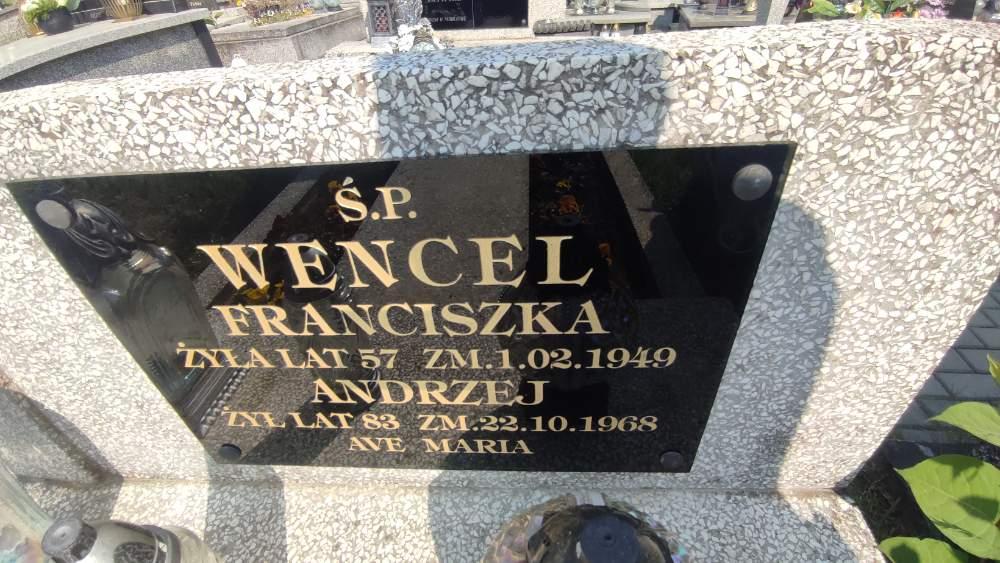 Ś.P.
WENCEL
FRANCISZKA
ŻYŁA LAT 57 ZM.1.02.1949
ANDRZEJ
ŻYŁ LAT 83 ZM.22.10.1968
AVE MARIA